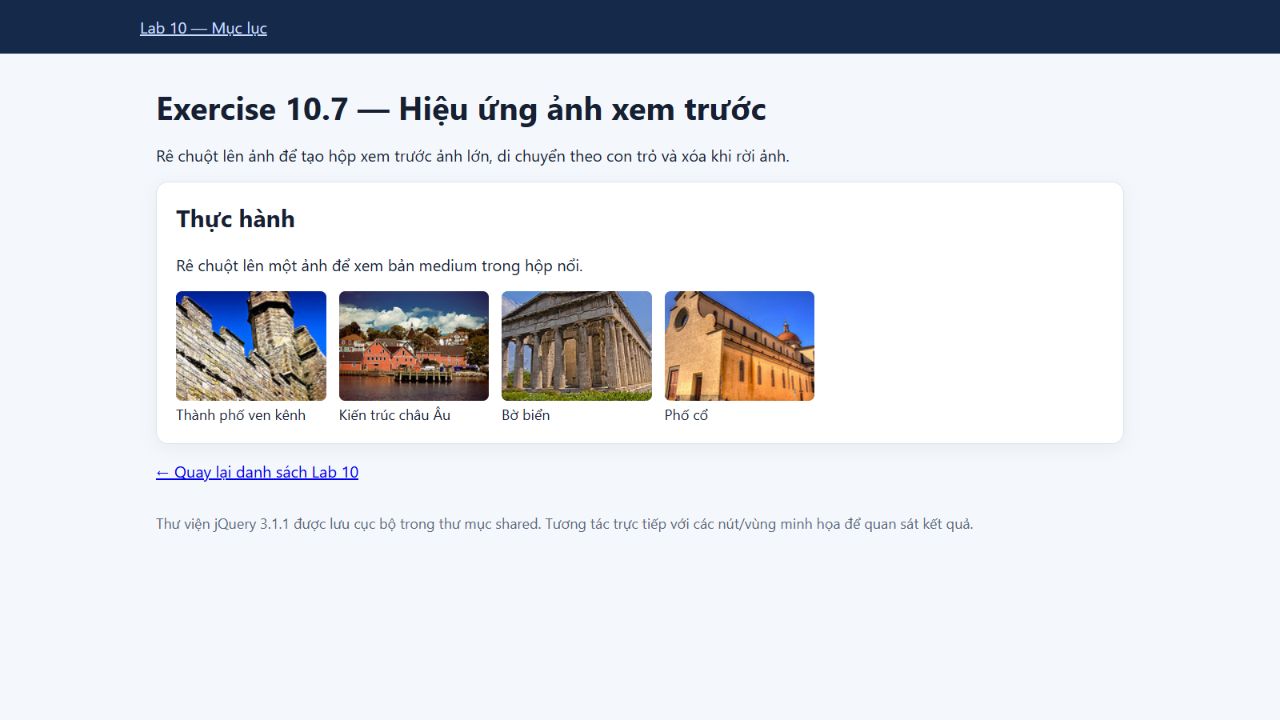 Lab 10 — Mục lục
Exercise 10.7 — Hiệu ứng ảnh xem trước
Rê chuột lên ảnh để tạo hộp xem trước ảnh lớn, di chuyển theo con trỏ và xóa khi rời ảnh.
Thực hành
Rê chuột lên một ảnh để xem bản medium trong hộp nổi.
Thành phố ven kênh
Kiến trúc châu Âu
Bờ biển
Phố cổ
← Quay lại danh sách Lab 10
Thư viện jQuery 3.1.1 được lưu cục bộ trong thư mục shared. Tương tác trực tiếp với các nút/vùng minh họa để quan sát kết quả.